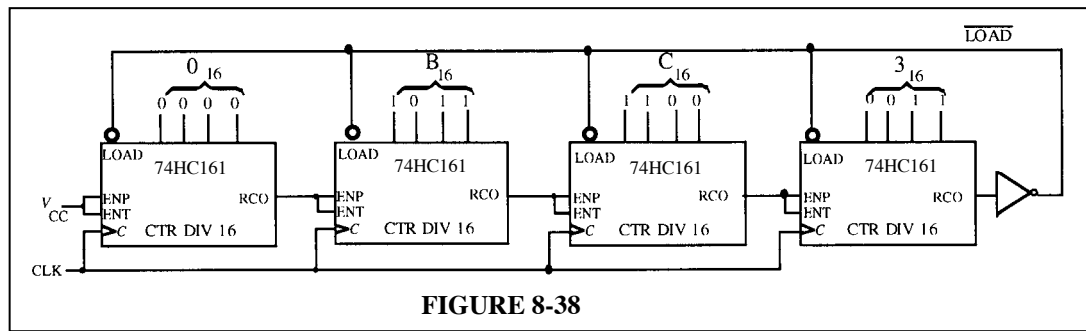 LOAD
0 16 B 16 C 16 3 16
0 0 0 0 1 0 1 1 1 1 0 0 0 0 1 1
LOAD LOAD LOAD LOAD
74HC161 74HC161 74HC161 74HC161
V CC ENP RCO ENP RCO ENP RCO ENP RCO
ENT ENT ENT ENT
C CTR DIV 16 C CTR DIV 16 C CTR DIV 16 C CTR DIV 16
CLK
FIGURE 8-38